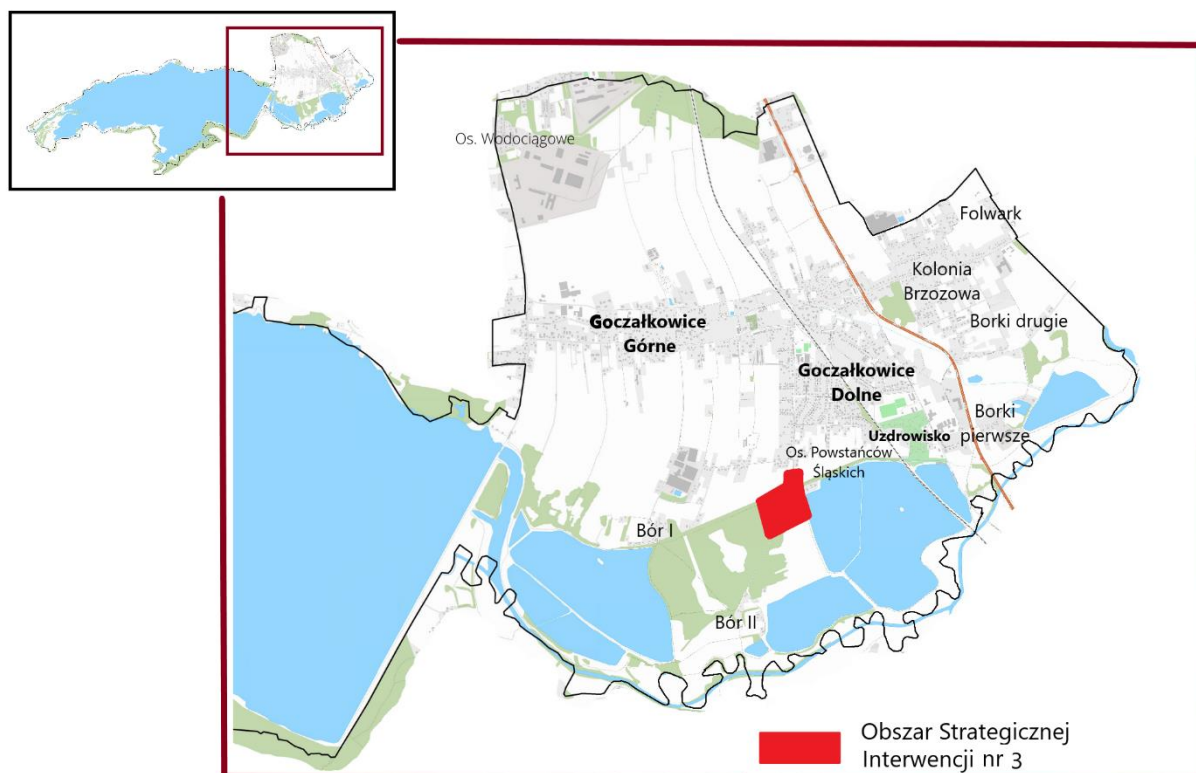 Os. Wodociągowe
Folwark
Kolonia
Brzozowa
Borki drugie
Goczałkowice
Górne
Goczałkowice
Dolne
Borki
pierwsze
Uzdrowisko
Os. Powstańców
Śląskich
Bór I
Bór II
Obszar Strategicznej
Interwencji nr 3